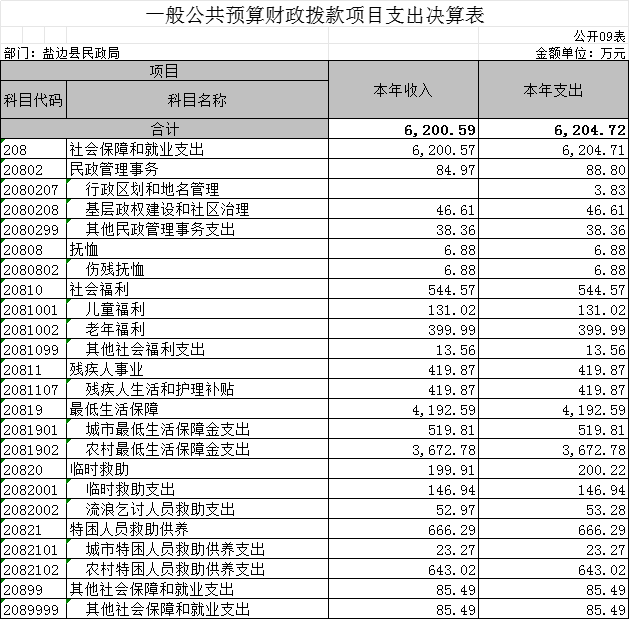 一般公共预算财政拨款项目支出决算表
公开09表
部门：盐边县民政局 金额单位：万元
项目 本年收入 本年支出
科目代码 科目名称
合计 6,200.59 6,204.72
208 社会保障和就业支出 6,200.57 6,204.71
20802 民政管理事务 84.97 88.80
2080207 行政区划和地名管理 3.83
2080208 基层政权建设和社区治理 46.61 46.61
2080299 其他民政管理事务支出 38.36 38.36
20808 抚恤 6.88 6.88
2080802 伤残抚恤 6.88 6.88
20810 社会福利 544.57 544.57
2081001 儿童福利 131.02 131.02
2081002 老年福利 399.99 399.99
2081099 其他社会福利支出 13.56 13.56
20811 残疾人事业 419.87 419.87
2081107 残疾人生活和护理补贴 419.87 419.87
20819 最低生活保障 4,192.59 4,192.59
2081901 城市最低生活保障金支出 519.81 519.81
2081902 农村最低生活保障金支出 3,672.78 3,672.78
20820 临时救助 199.91 200.22
2082001 临时救助支出 146.94 146.94
2082002 流浪乞讨人员救助支出 52.97 53.28
20821 特困人员救助供养 666.29 666.29
2082101 城市特困人员救助供养支出 23.27 23.27
2082102 农村特困人员救助供养支出 643.02 643.02
20899 其他社会保障和就业支出 85.49 85.49
2089999 其他社会保障和就业支出 85.49 85.49